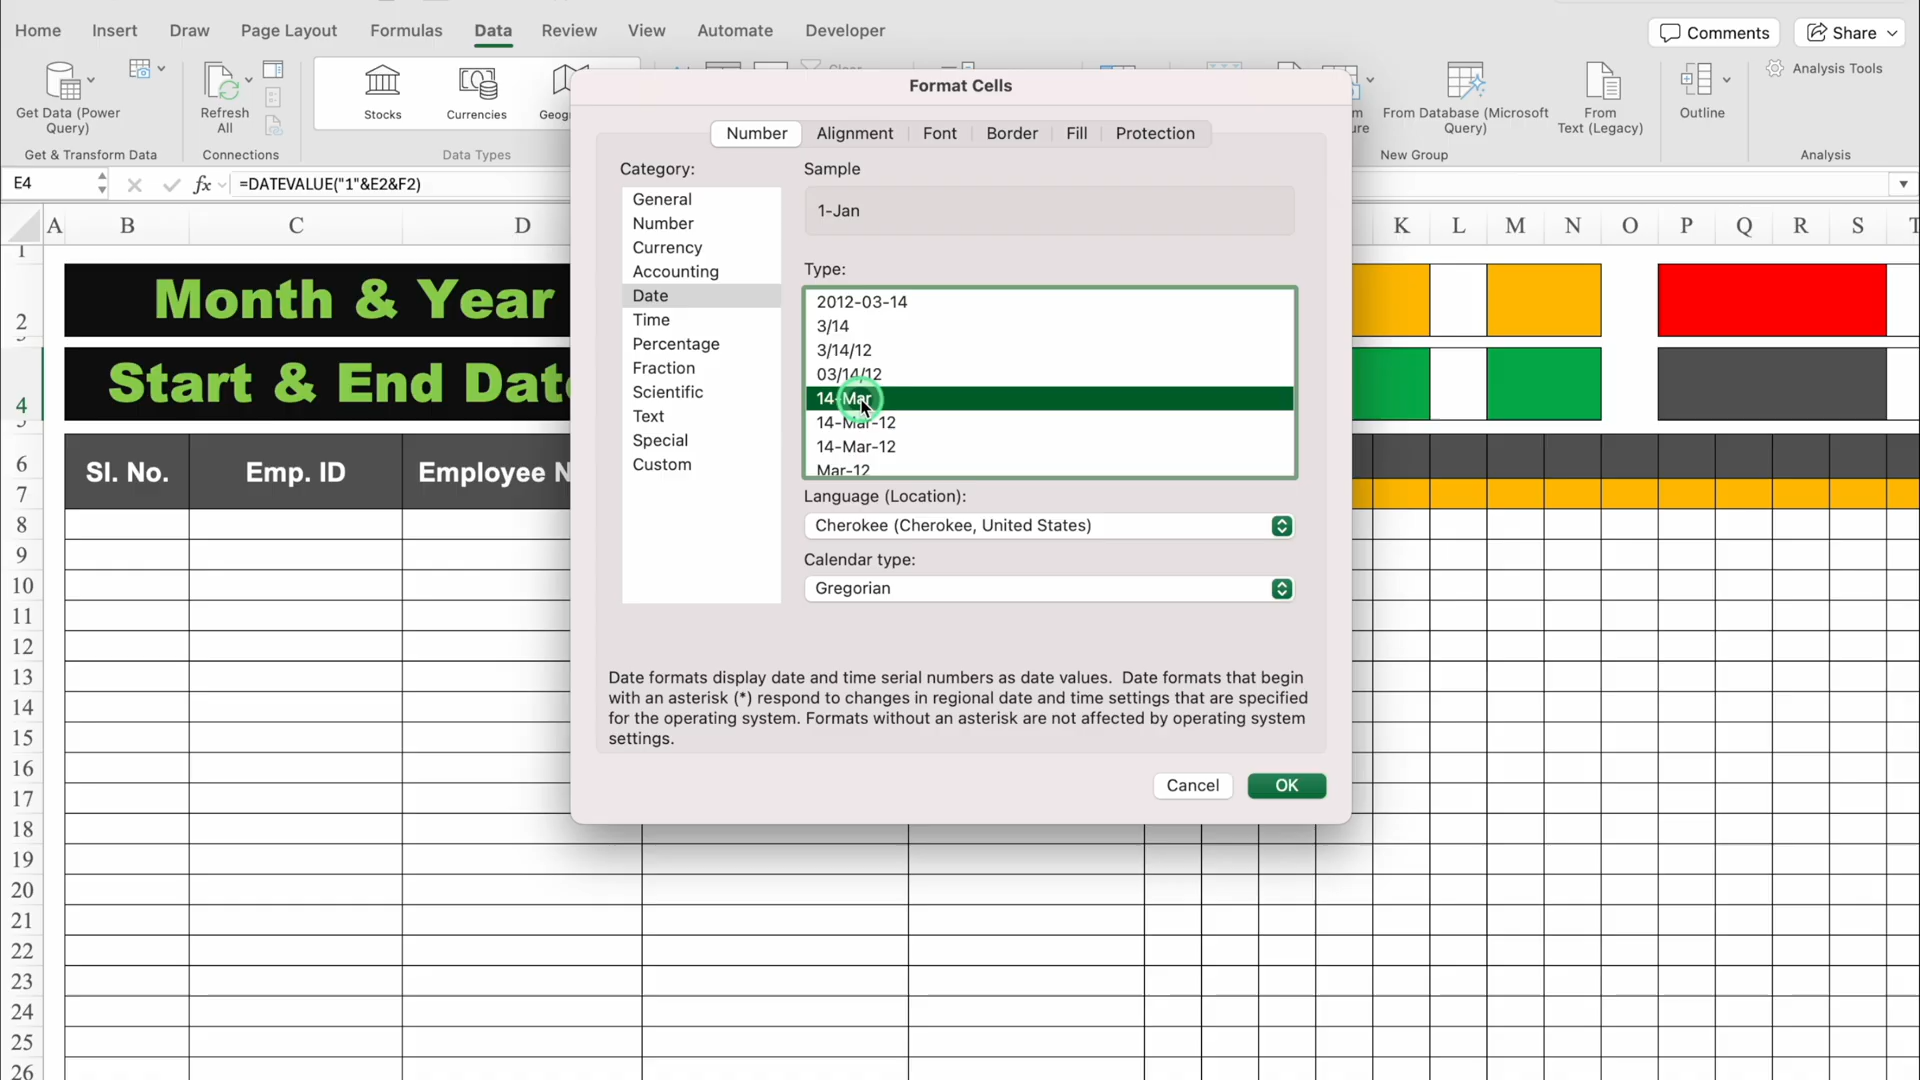 Home Insert Draw Page Layout Formulas Data Review View Automate Developer
Comments Share
Get Data (Power Query)
Refresh All
Stocks Currencies
From Database (Microsoft Query)
From Text (Legacy)
Outline
Analysis Tools
Get & Transform Data Connections Data Types New Group Analysis
E4 fx =DATEVALUE("1"&E2&F2)
A B C D K L M N O P Q R S
Month & Year
Start & End Date
Sl. No. Emp. ID Employee N
1
2
4
6
7
8
9
10
11
12
13
14
15
16
17
18
19
20
21
22
23
24
25
26
Format Cells
Number Alignment Font Border Fill Protection
Category:
General
Number
Currency
Accounting
Date
Time
Percentage
Fraction
Scientific
Text
Special
Custom
Sample
1-Jan
Type:
2012-03-14
3/14
3/14/12
03/14/12
14-Mar
14-Mar-12
14-Mar-12
Mar-12
Language (Location):
Cherokee (Cherokee, United States)
Calendar type:
Gregorian
Date formats display date and time serial numbers as date values. Date formats that begin
with an asterisk (*) respond to changes in regional date and time settings that are specified
for the operating system. Formats without an asterisk are not affected by operating system
settings.
Cancel OK